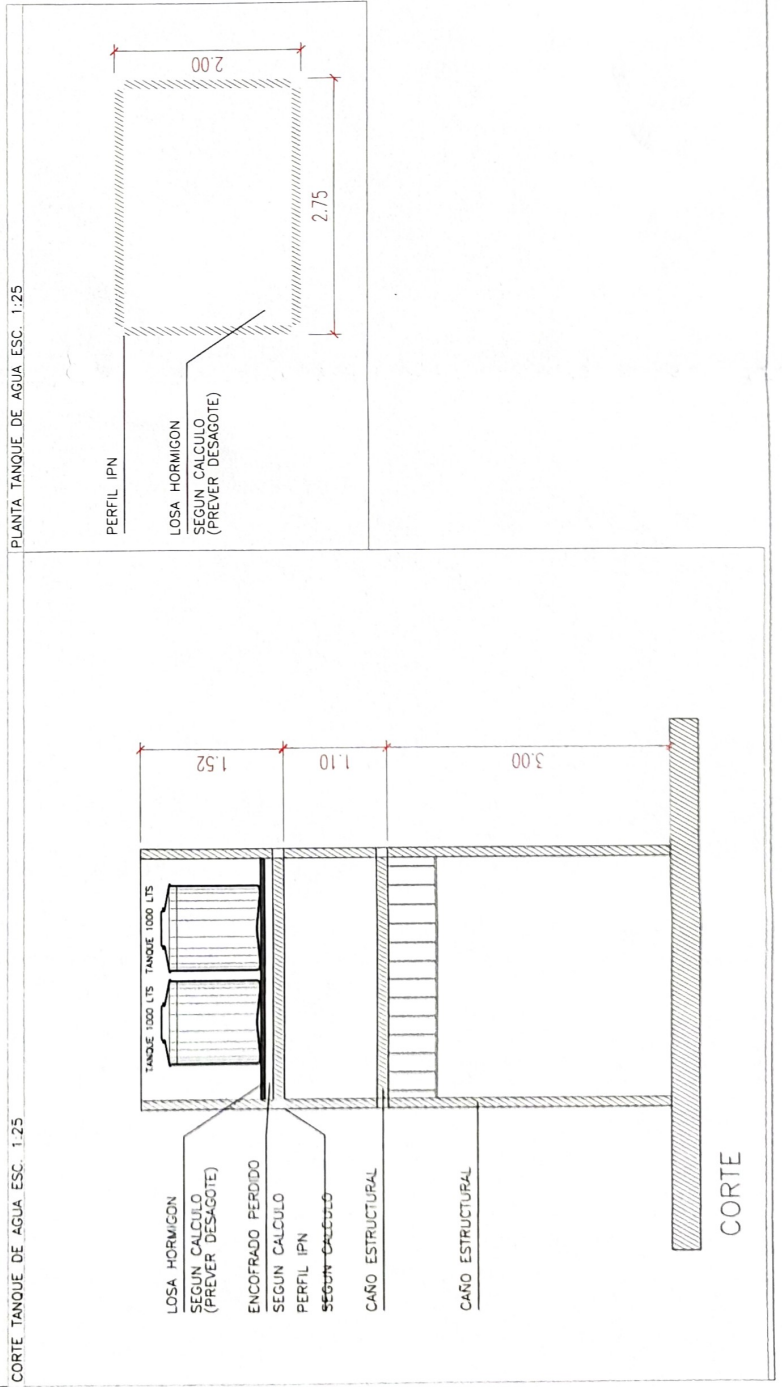 CORTE TANQUE DE AGUA ESC. 1:25
TANQUE 1000 LTS TANQUE 1000 LTS
LOSA HORMIGON
SEGUN CALCULO
(PREVER DESAGOTE)
ENCOFRADO PERDIDO
SEGUN CALCULO
PERFIL IPN
SEGUN CALCULO
CAÑO ESTRUCTURAL
CAÑO ESTRUCTURAL
1.52
1.10
3.00
CORTE
PLANTA TANQUE DE AGUA ESC. 1:25
PERFIL IPN
LOSA HORMIGON
SEGUN CALCULO
(PREVER DESAGOTE)
2.00
2.75